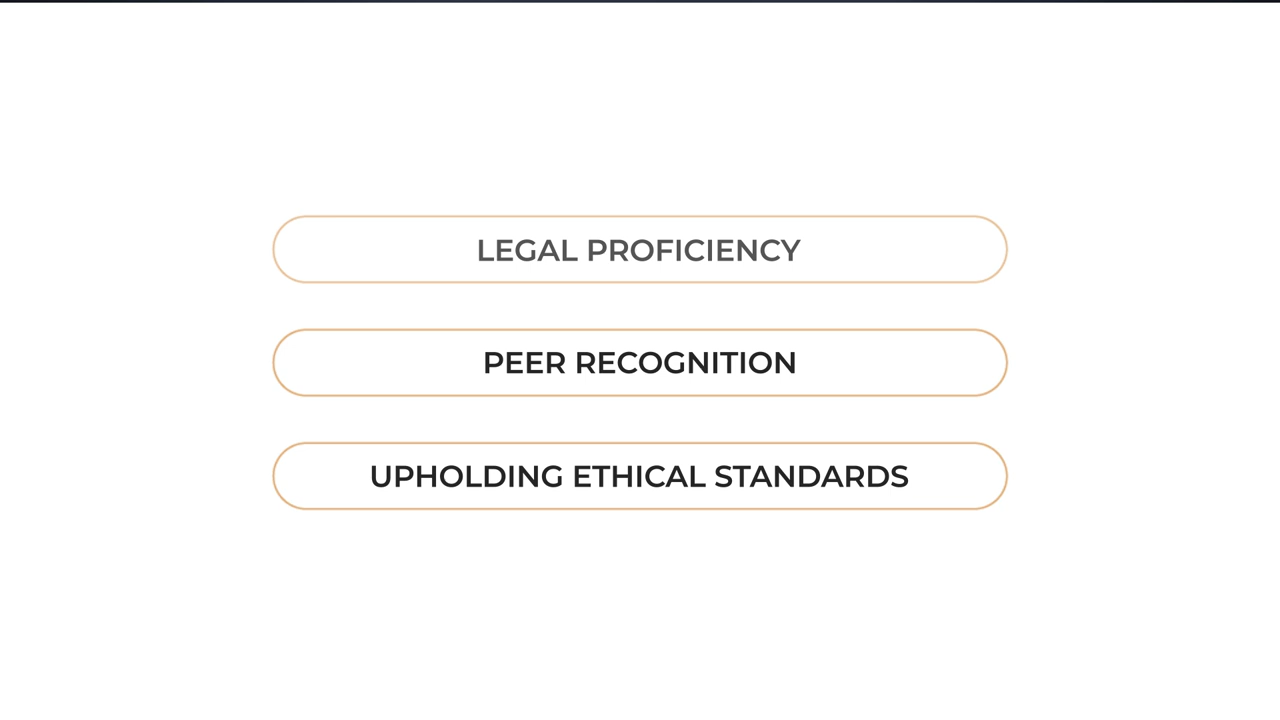 LEGAL PROFICIENCY
PEER RECOGNITION
UPHOLDING ETHICAL STANDARDS